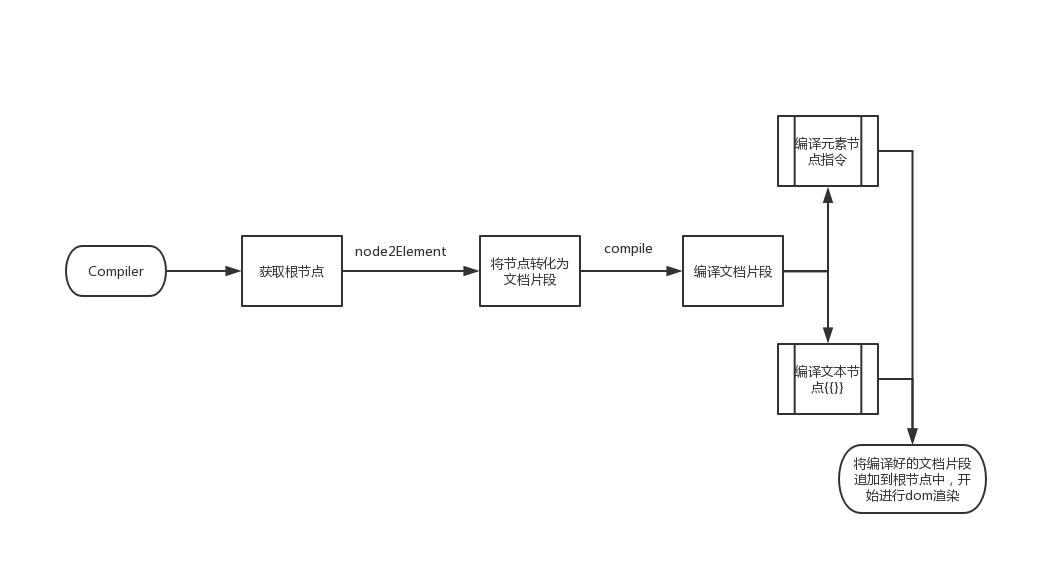 编译元素节
点指令
node2Element
compile
Compiler
获取根节点
将节点转化为
文档片段
编译文档片段
编译文本节
点{{}}
将编译好的文档片段
追加到根节点中，开
始进行dom渲染